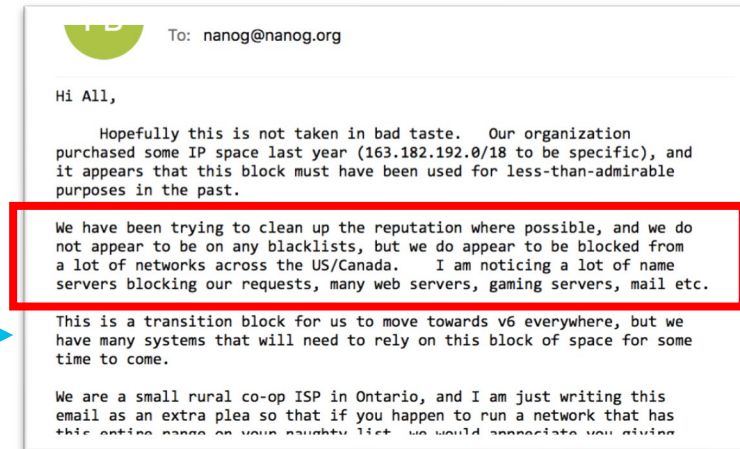 To: nanog@nanog.org
Hi All,
Hopefully this is not taken in bad taste. Our organization
purchased some IP space last year (163.182.192.0/18 to be specific), and
it appears that this block must have been used for less-than-admirable
purposes in the past.
We have been trying to clean up the reputation where possible, and we do
not appear to be on any blacklists, but we do appear to be blocked from
a lot of networks across the US/Canada. I am noticing a lot of name
servers blocking our requests, many web servers, gaming servers, mail etc.
This is a transition block for us to move towards v6 everywhere, but we
have many systems that will need to rely on this block of space for some
time to come.
We are a small rural co-op ISP in Ontario, and I am just writing this
email as an extra plea so that if you happen to run a network that has
this entire range on your naughty list, we would appreciate you giving